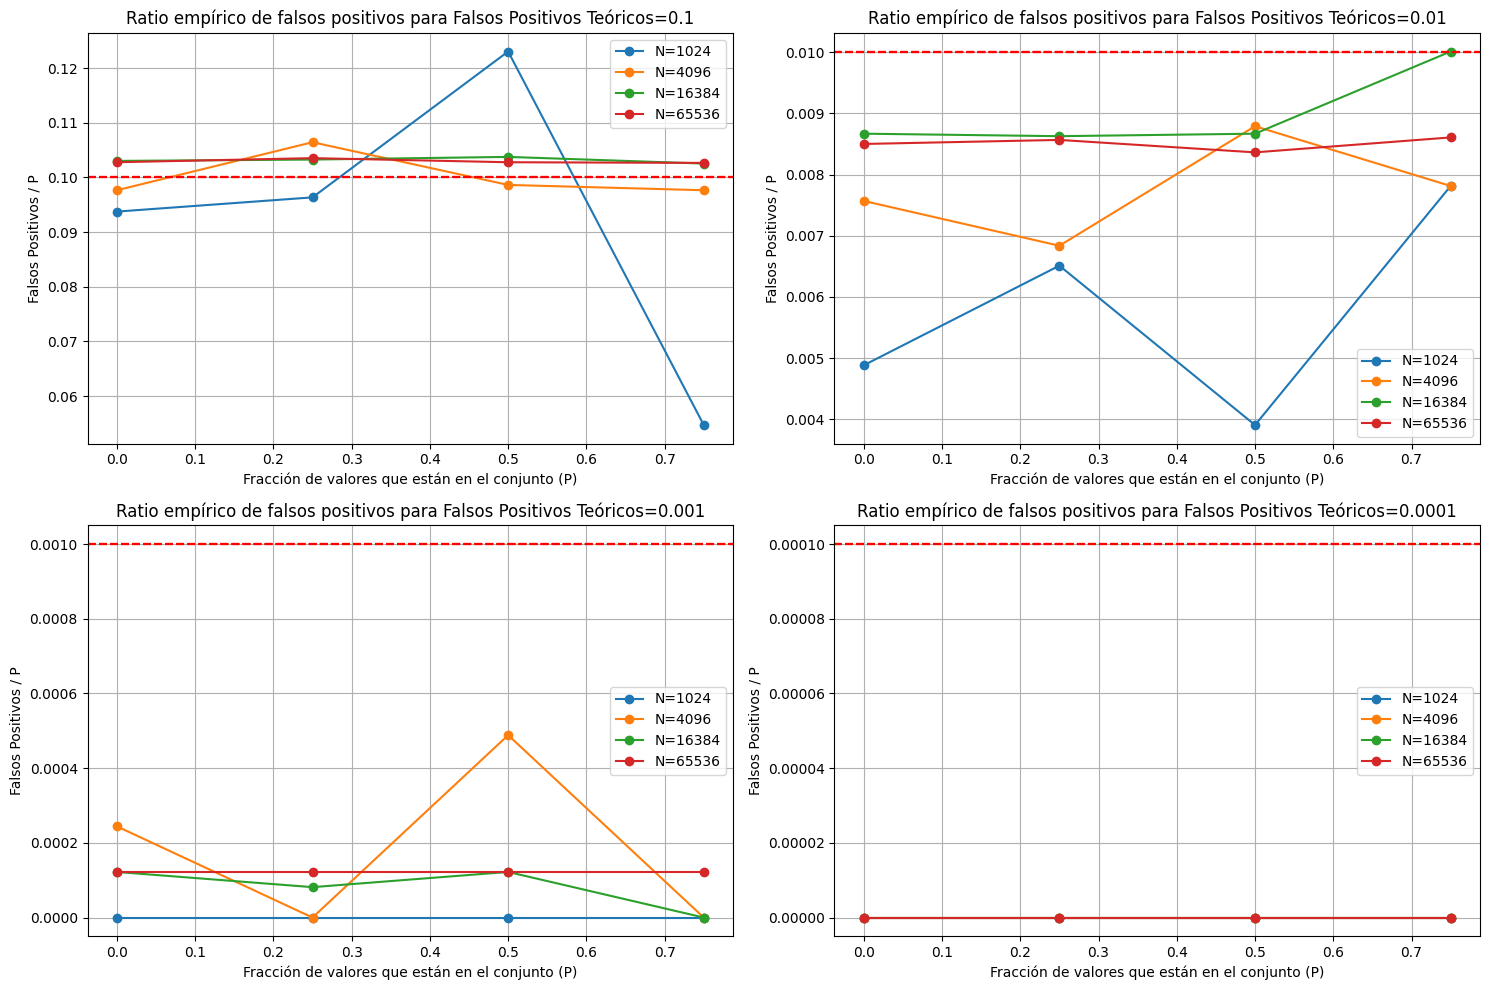 Ratio empírico de falsos positivos para Falsos Positivos Teóricos=0.1
0.12
0.11
0.10
0.09
0.08
0.07
0.06
Falsos Positivos / P
N=1024
N=4096
N=16384
N=65536
0.0 0.1 0.2 0.3 0.4 0.5 0.6 0.7
Fracción de valores que están en el conjunto (P)
Ratio empírico de falsos positivos para Falsos Positivos Teóricos=0.01
0.010
0.009
0.008
0.007
0.006
0.005
0.004
Falsos Positivos / P
N=1024
N=4096
N=16384
N=65536
0.0 0.1 0.2 0.3 0.4 0.5 0.6 0.7
Fracción de valores que están en el conjunto (P)
Ratio empírico de falsos positivos para Falsos Positivos Teóricos=0.001
0.0010
0.0008
0.0006
0.0004
0.0002
0.0000
Falsos Positivos / P
N=1024
N=4096
N=16384
N=65536
0.0 0.1 0.2 0.3 0.4 0.5 0.6 0.7
Fracción de valores que están en el conjunto (P)
Ratio empírico de falsos positivos para Falsos Positivos Teóricos=0.0001
0.00010
0.00008
0.00006
0.00004
0.00002
0.00000
Falsos Positivos / P
N=1024
N=4096
N=16384
N=65536
0.0 0.1 0.2 0.3 0.4 0.5 0.6 0.7
Fracción de valores que están en el conjunto (P)